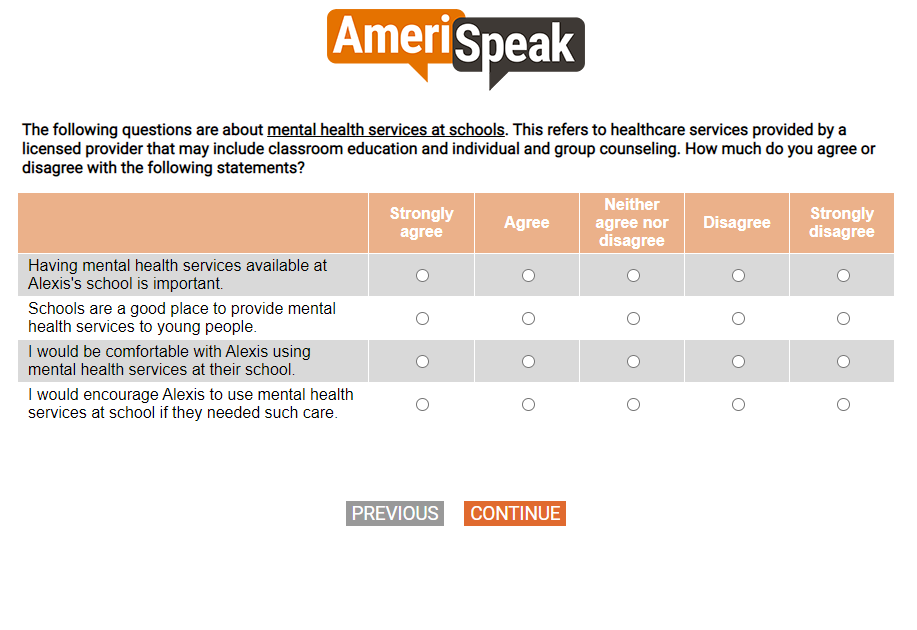 AmeriSpeak
The following questions are about mental health services at schools. This refers to healthcare services provided by a
licensed provider that may include classroom education and individual and group counseling. How much do you agree or
disagree with the following statements?
Strongly agree
Agree
Neither agree nor disagree
Disagree
Strongly disagree
Having mental health services available at
Alexis's school is important.
Schools are a good place to provide mental
health services to young people.
I would be comfortable with Alexis using
mental health services at their school.
I would encourage Alexis to use mental health
services at school if they needed such care.
PREVIOUS
CONTINUE